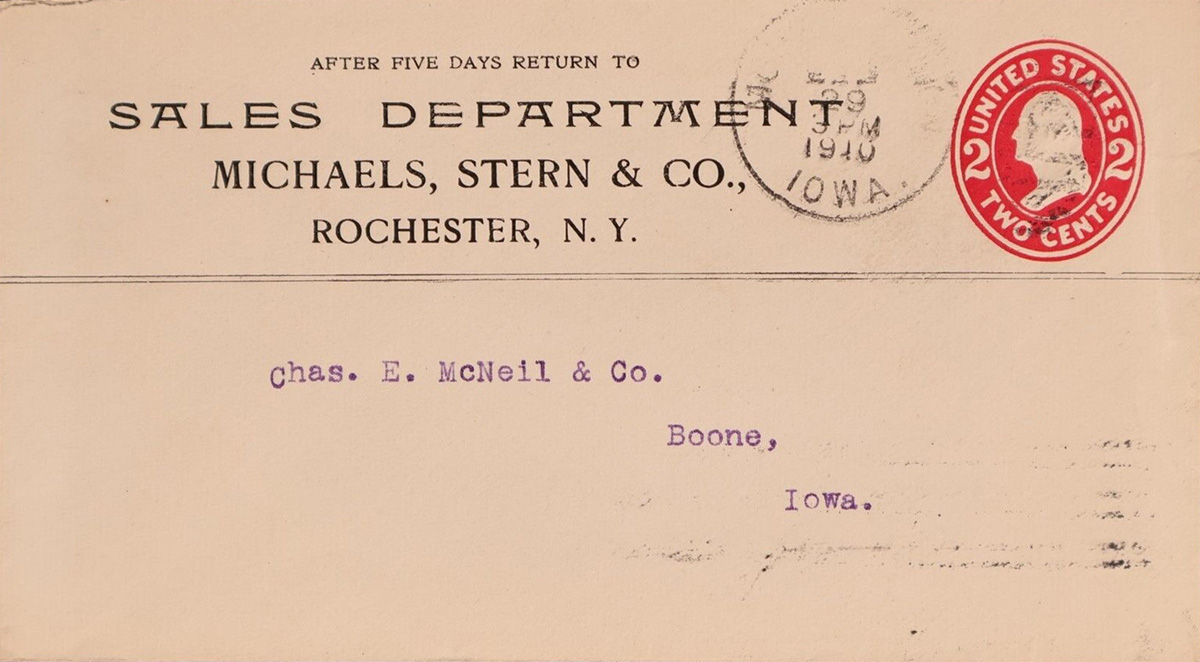 AFTER FIVE DAYS RETURN TO
SALES DEPARTMENT
MICHAELS, STERN & CO.,
ROCHESTER, N. Y.
29
3 PM
1910
IOWA.
UNITED STATES
2 2
TWO CENTS
Chas. E. McNeil & Co.
Boone,
Iowa.